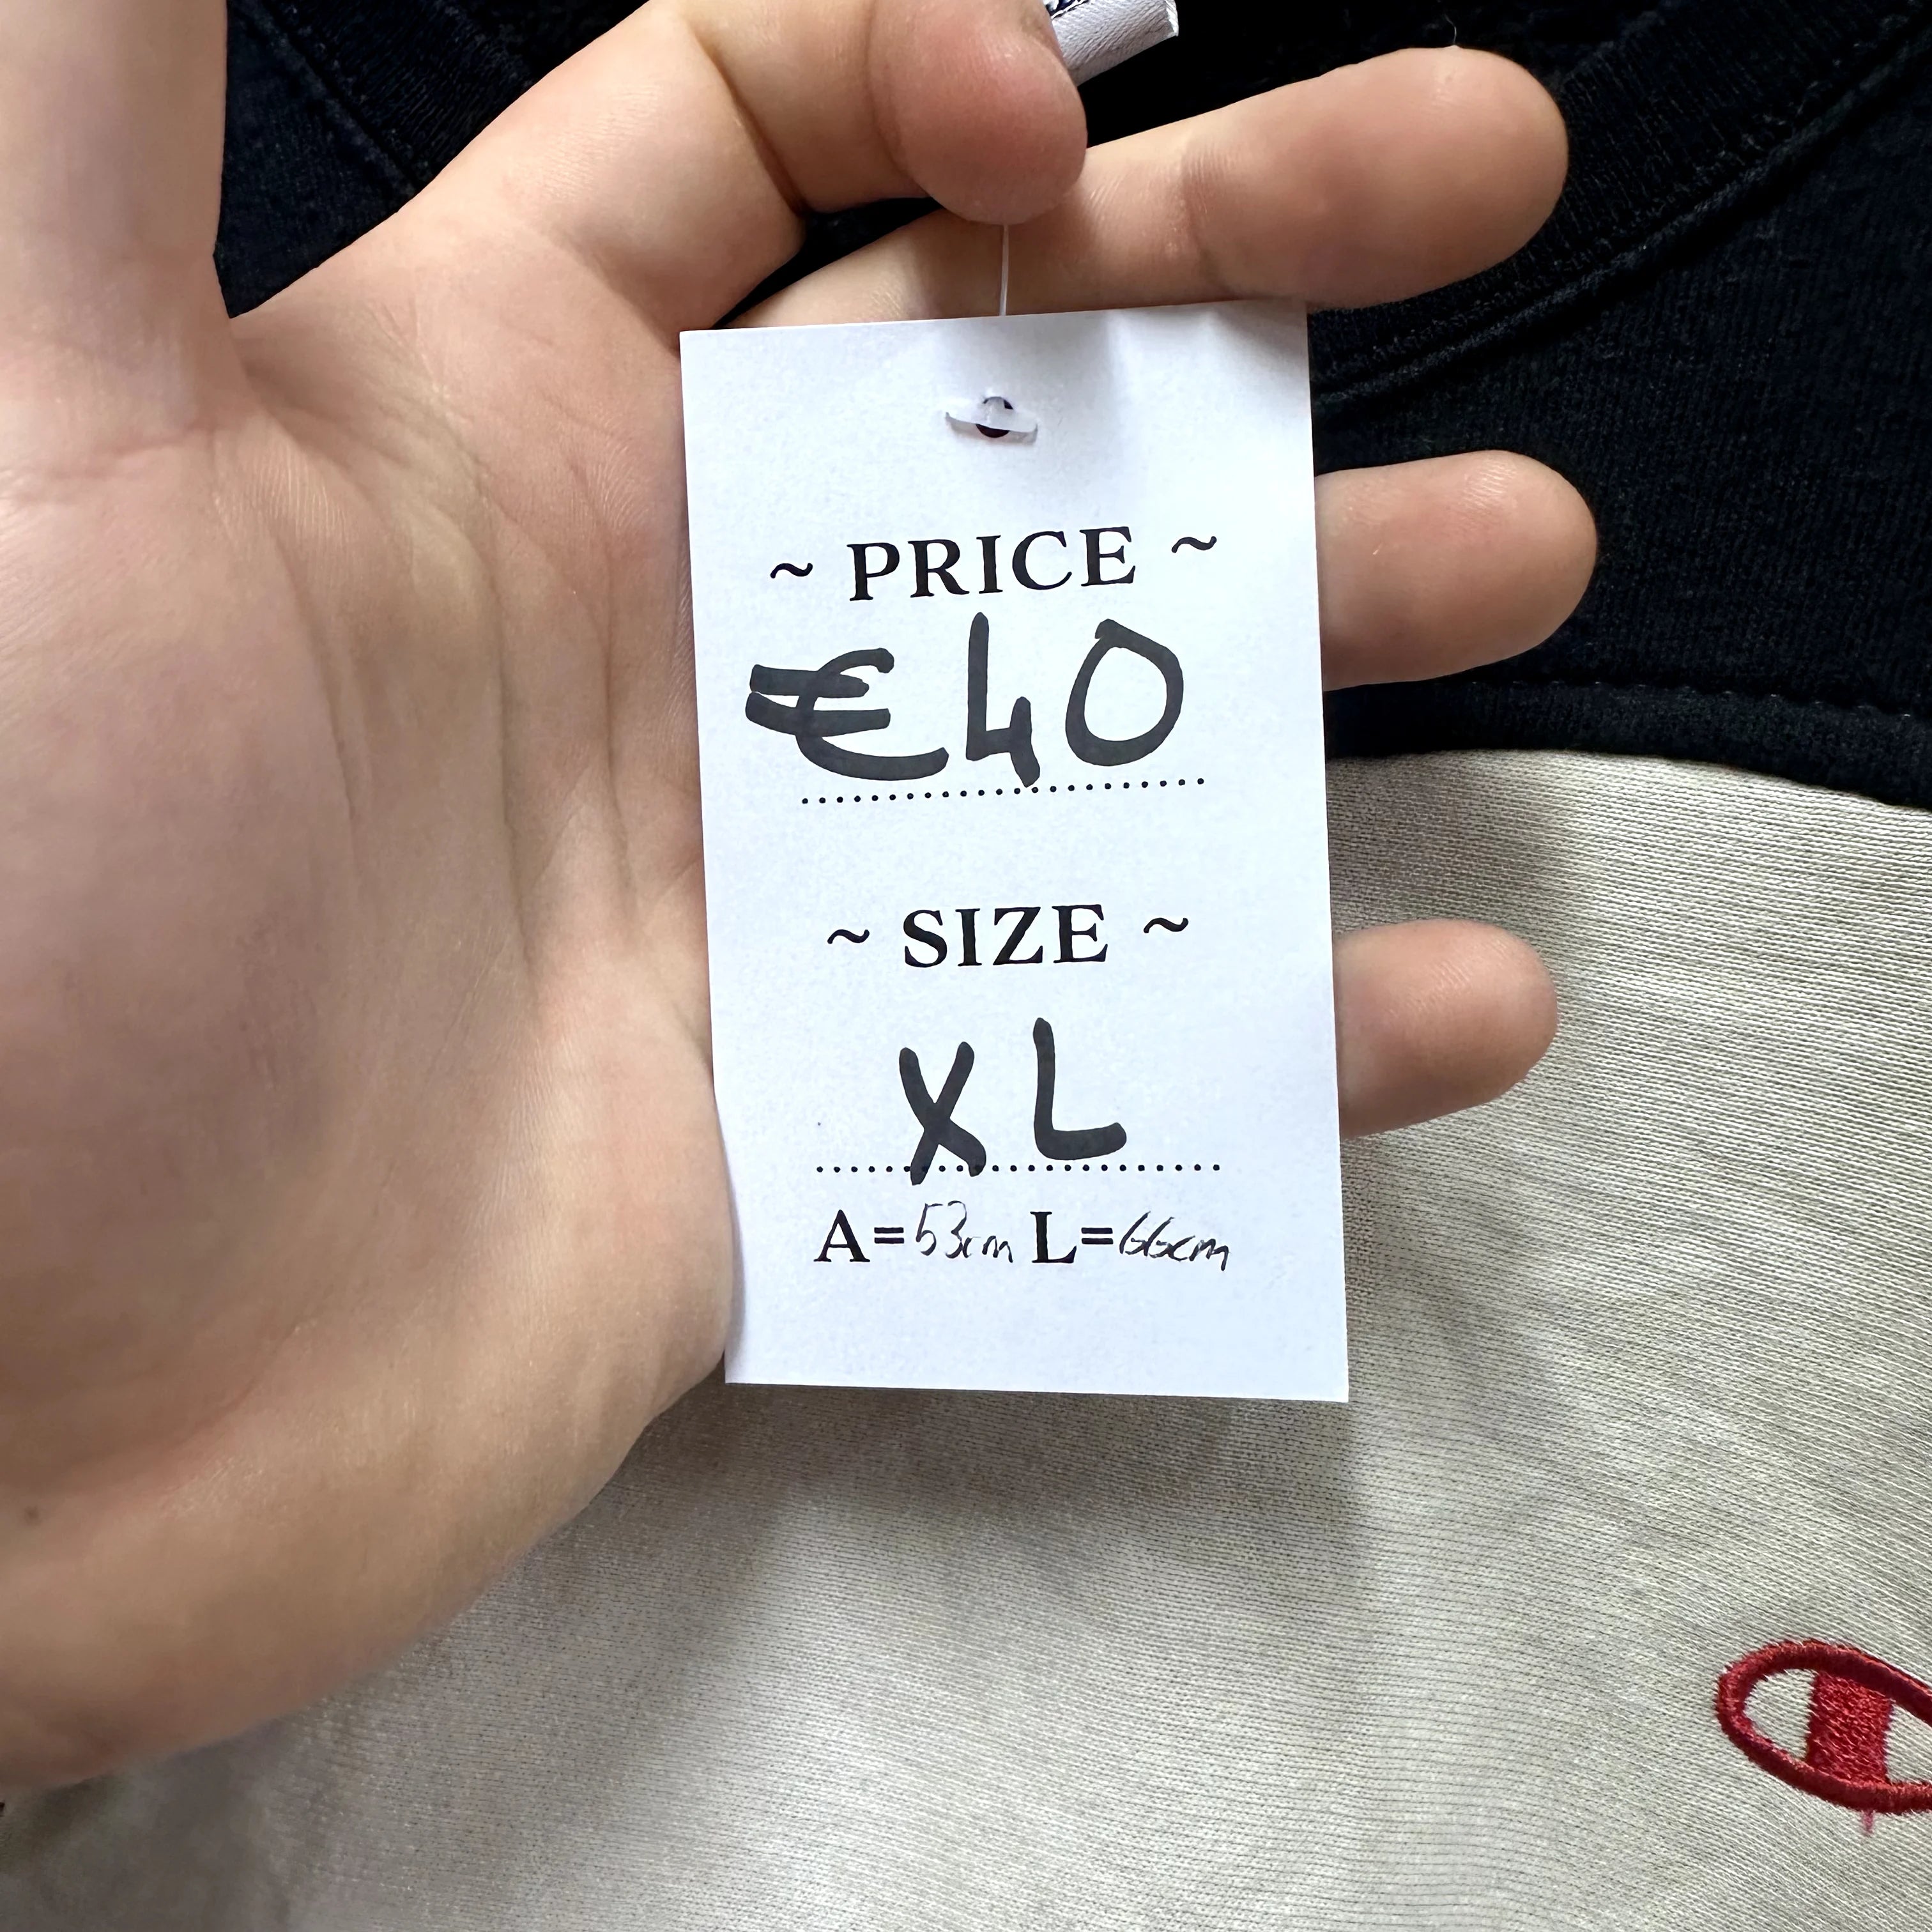 ~ PRICE ~
€40
~ SIZE ~
XL
A=53cm L=66cm